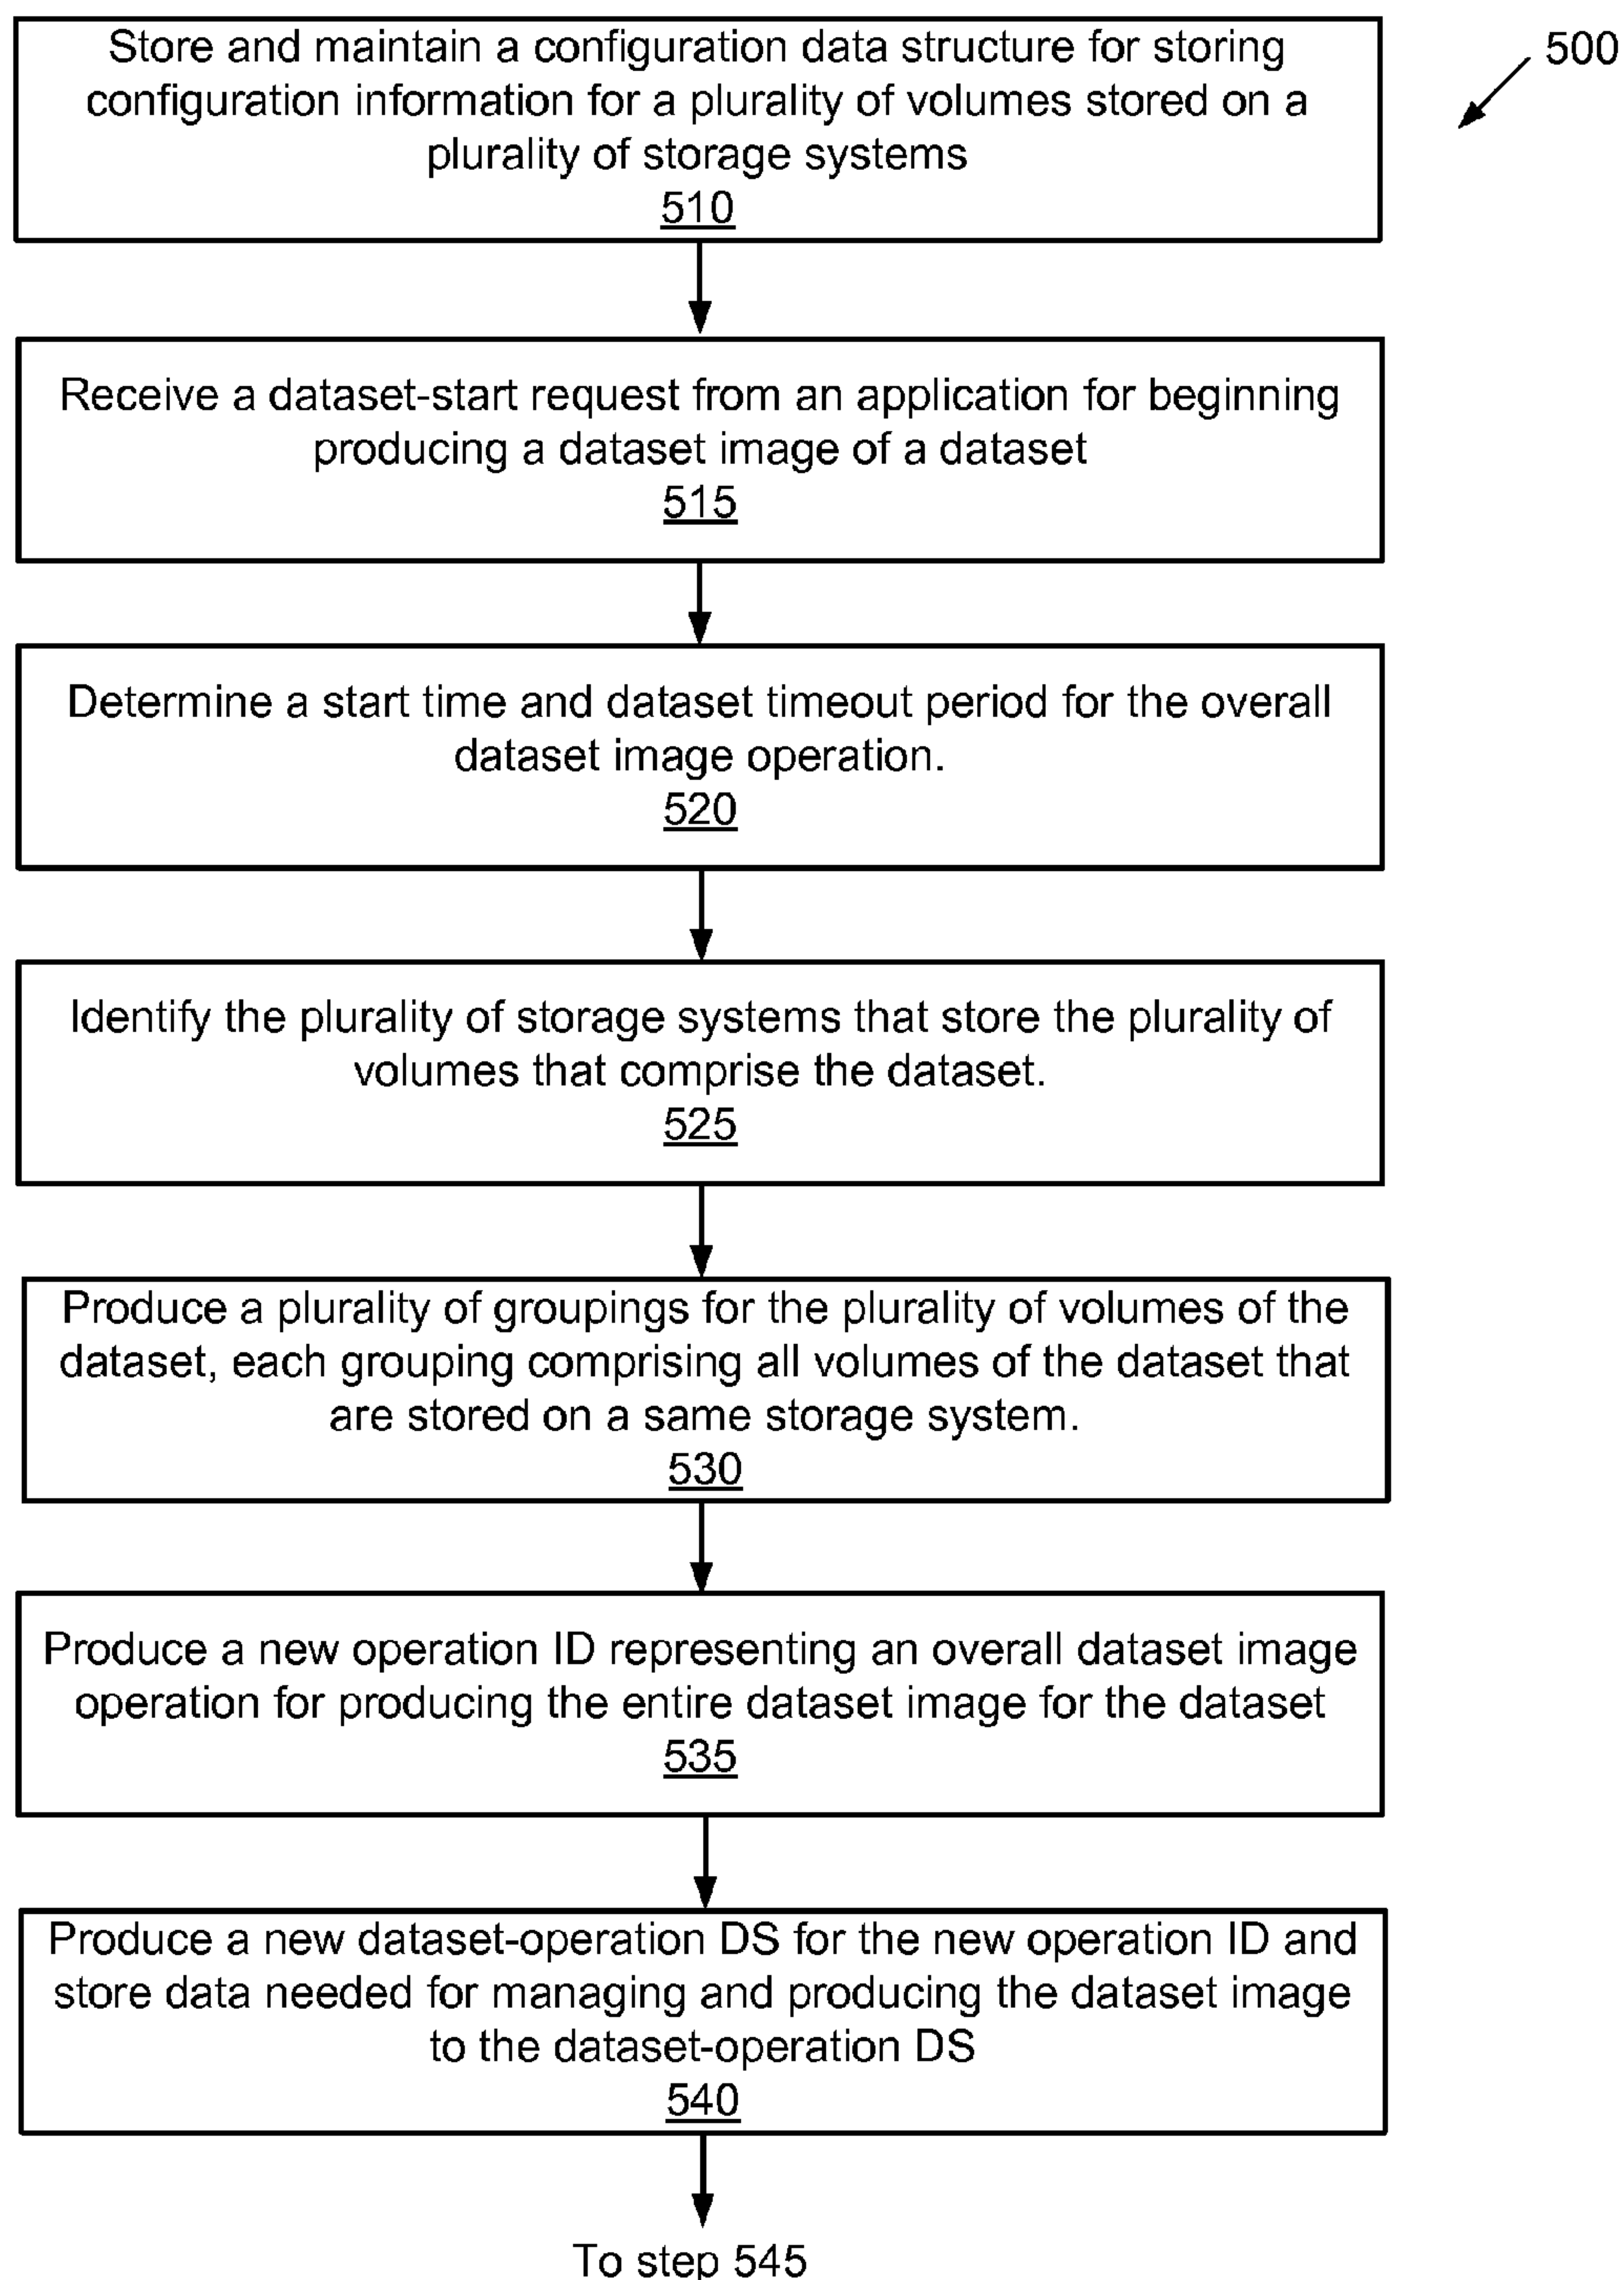 Store and maintain a configuration data structure for storing
configuration information for a plurality of volumes stored on a
plurality of storage systems
510
500
Receive a dataset-start request from an application for beginning
producing a dataset image of a dataset
515
Determine a start time and dataset timeout period for the overall
dataset image operation.
520
Identify the plurality of storage systems that store the plurality of
volumes that comprise the dataset.
525
Produce a plurality of groupings for the plurality of volumes of the
dataset, each grouping comprising all volumes of the dataset that
are stored on a same storage system.
530
Produce a new operation ID representing an overall dataset image
operation for producing the entire dataset image for the dataset
535
Produce a new dataset-operation DS for the new operation ID and
store data needed for managing and producing the dataset image
to the dataset-operation DS
540
To step 545